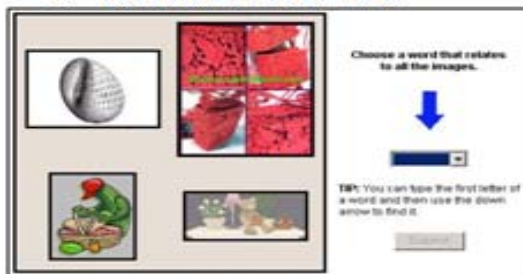 Choose a word that relates
to all the images.
TIP: You can type the first letter of
a word and then use the down
arrow to find it.
Submit